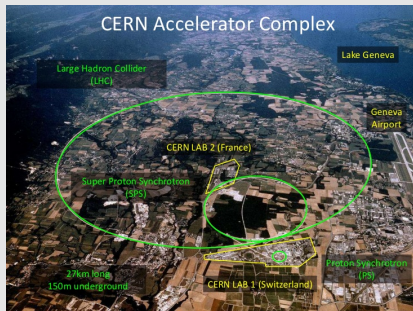 CERN Accelerator Complex
Lake Geneva
Large Hadron Collider
(LHC)
Geneva
Airport
CERN LAB 2 (France)
Super Proton Synchrotron
(SPS)
27km long
150m underground
Proton Synchrotron
(PS)
CERN LAB 1 (Switzerland)